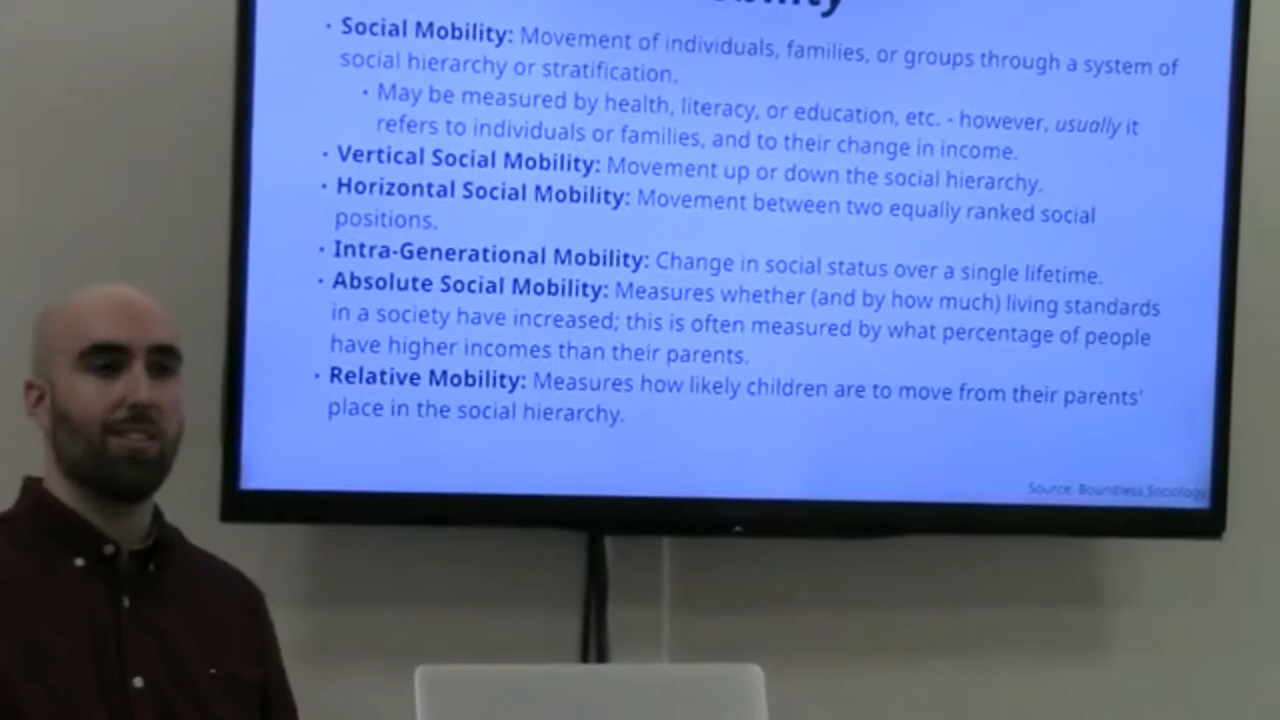 · Social Mobility: Movement of individuals, families, or groups through a system of
social hierarchy or stratification.
· May be measured by health, literacy, or education, etc. - however, usually it
refers to individuals or families, and to their change in income.
· Vertical Social Mobility: Movement up or down the social hierarchy.
· Horizontal Social Mobility: Movement between two equally ranked social
positions.
· Intra-Generational Mobility: Change in social status over a single lifetime.
· Absolute Social Mobility: Measures whether (and by how much) living standards
in a society have increased; this is often measured by what percentage of people
have higher incomes than their parents.
· Relative Mobility: Measures how likely children are to move from their parents'
place in the social hierarchy.
Source: Boundless Sociology